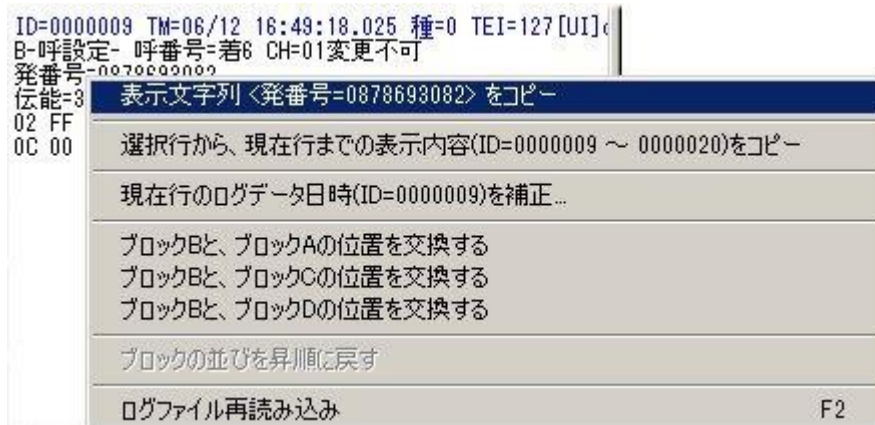 ID=0000009 TM=06/12 16:49:18.025 種=0 TEI=127[UI]
B-呼設定- 呼番号=着6 CH=01変更不可
発番号=0878693082
伝能=3
02 FF
0C 00
表示文字列 <発番号=0878693082> をコピー
選択行から、現在行までの表示内容(ID=0000009 ～ 0000020)をコピー
現在行のログデータ日時(ID=0000009)を補正...
ブロックBと、ブロックAの位置を交換する
ブロックBと、ブロックCの位置を交換する
ブロックBと、ブロックDの位置を交換する
ブロックの並びを昇順に戻す
ログファイル再読み込み F2